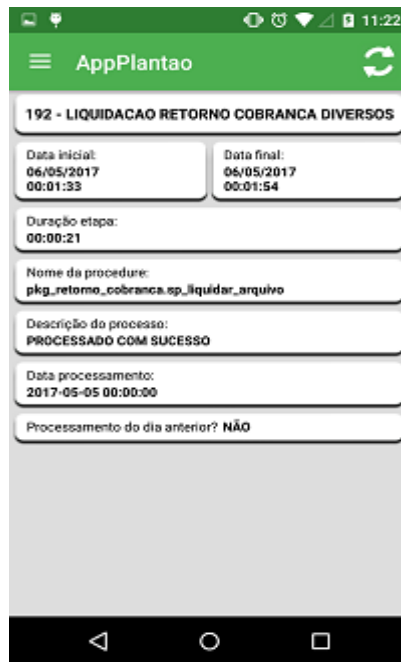 11:22
AppPlantao
192 - LIQUIDACAO RETORNO COBRANCA DIVERSOS
Data inicial:
06/05/2017
00:01:33
Data final:
06/05/2017
00:01:54
Duração etapa:
00:00:21
Nome da procedure:
pkg_retorno_cobranca.sp_liquidar_arquivo
Descrição do processo:
PROCESSADO COM SUCESSO
Data processamento:
2017-05-05 00:00:00
Processamento do dia anterior? NÃO